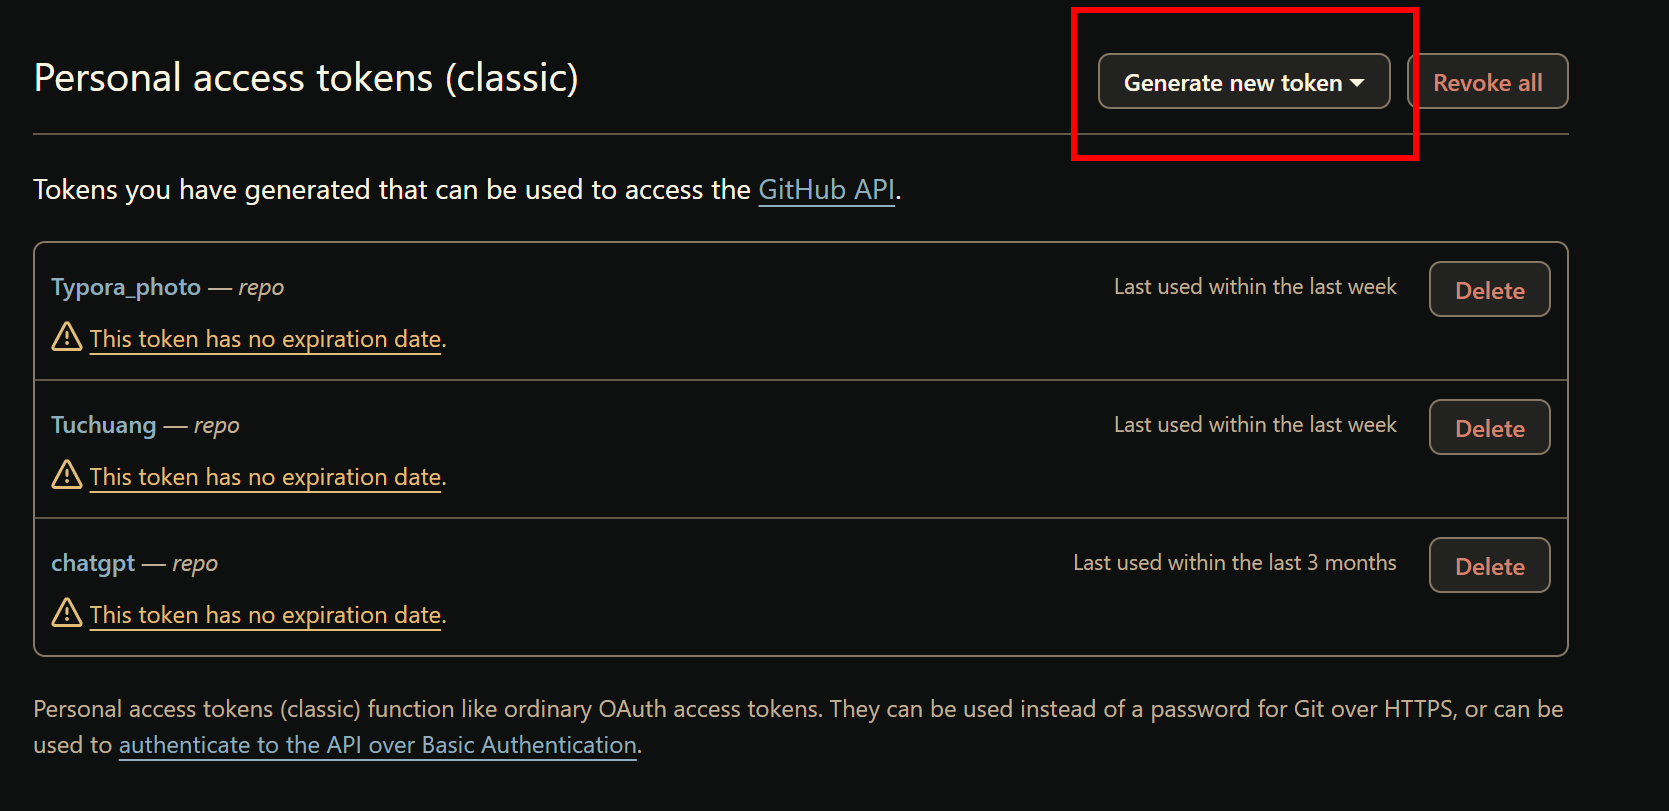 Personal access tokens (classic)
Generate new token
Revoke all
Tokens you have generated that can be used to access the GitHub API.
Typora_photo — repo
Last used within the last week
Delete
This token has no expiration date.
Tuchuang — repo
Last used within the last week
Delete
This token has no expiration date.
chatgpt — repo
Last used within the last 3 months
Delete
This token has no expiration date.
Personal access tokens (classic) function like ordinary OAuth access tokens. They can be used instead of a password for Git over HTTPS, or can be
used to authenticate to the API over Basic Authentication.